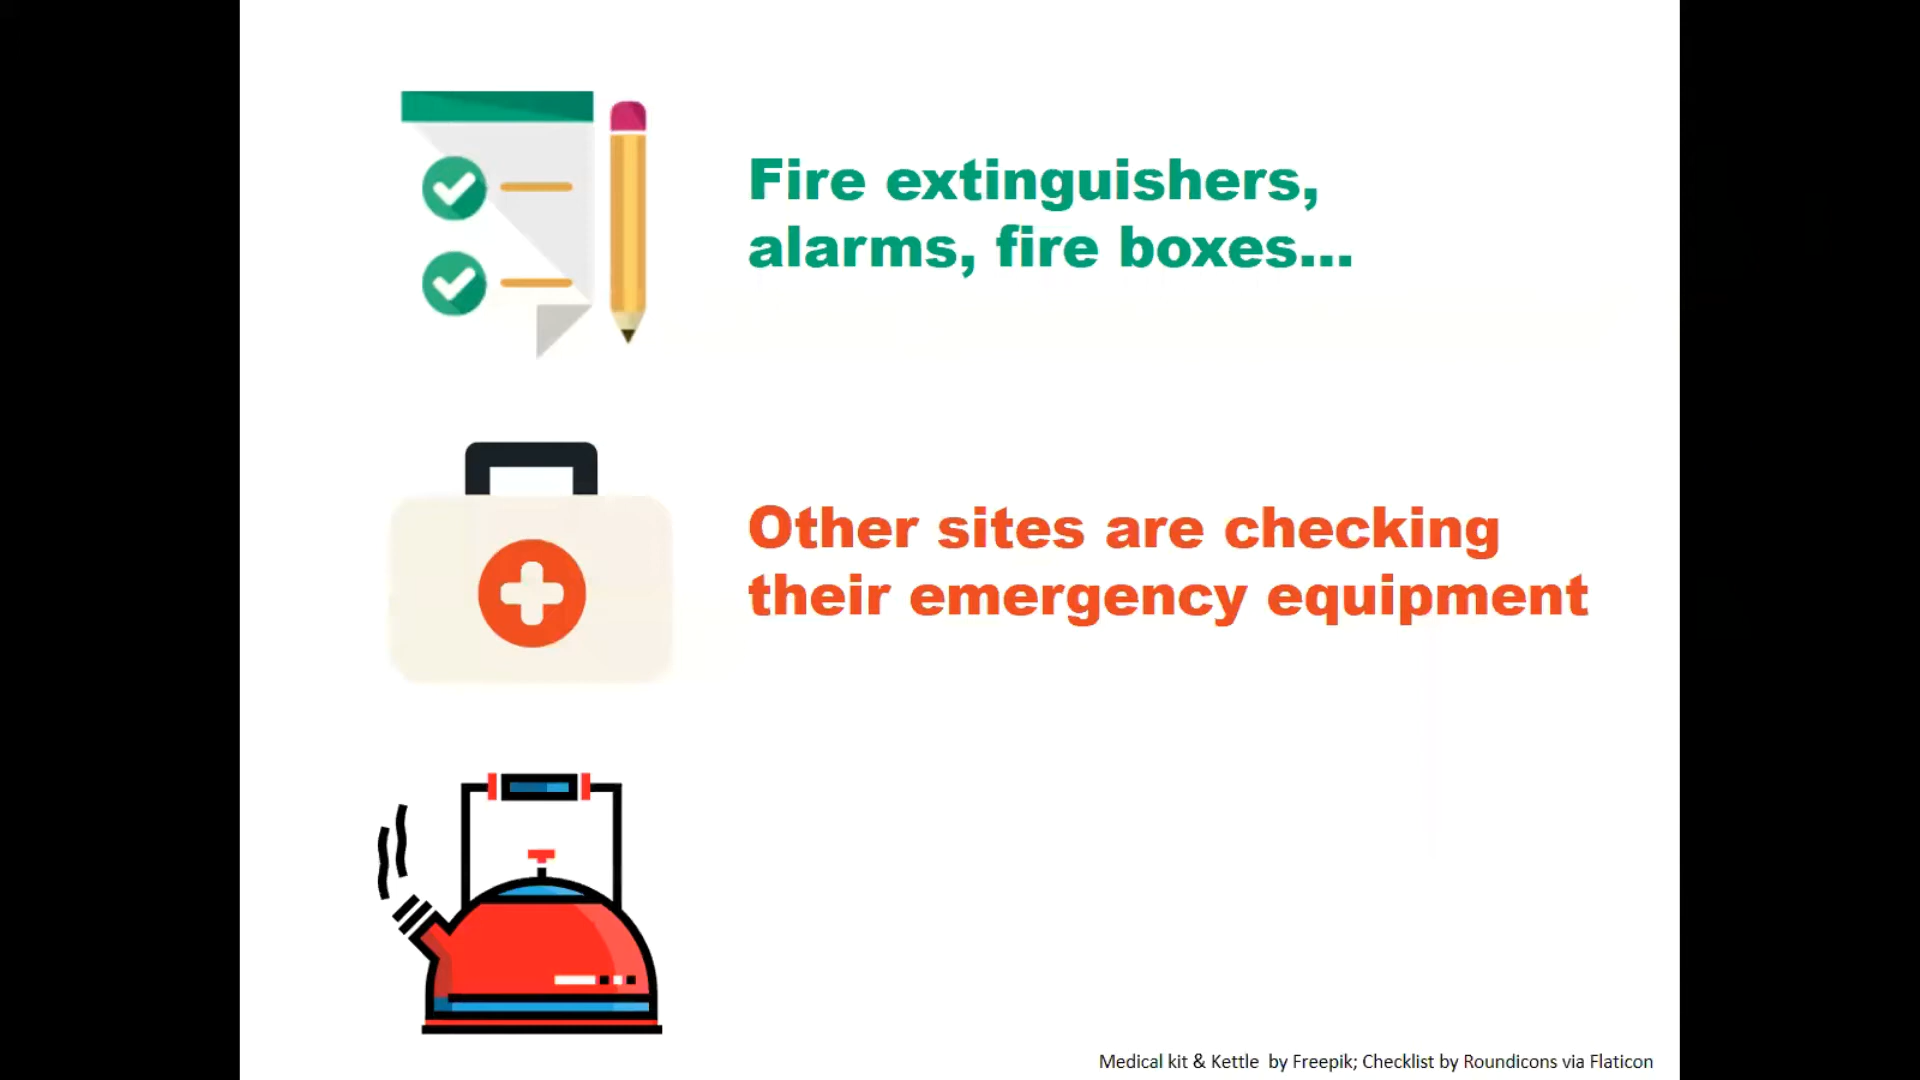 Fire extinguishers,
alarms, fire boxes...
Other sites are checking
their emergency equipment
Medical kit & Kettle by Freepik; Checklist by Roundicons via Flaticon